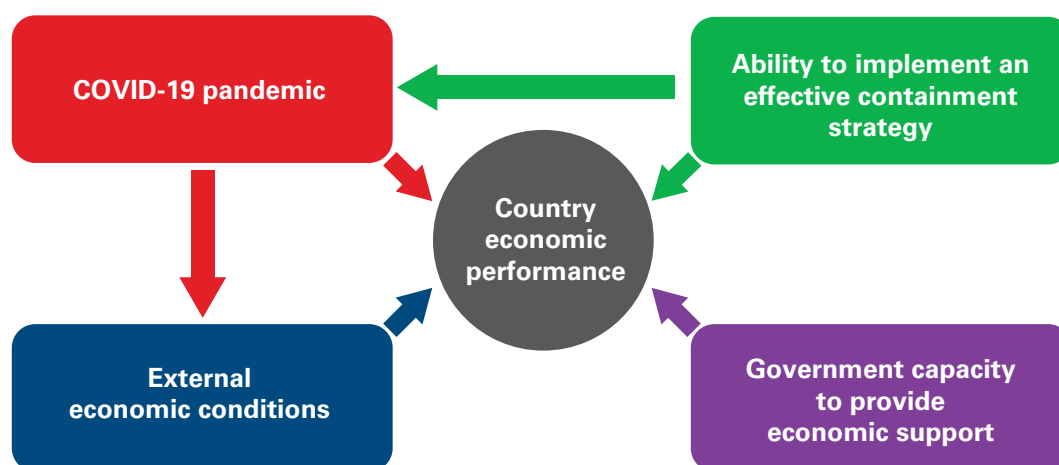 COVID-19 pandemic
Ability to implement an
effective containment
strategy
Country
economic
performance
External
economic conditions
Government capacity
to provide
economic support